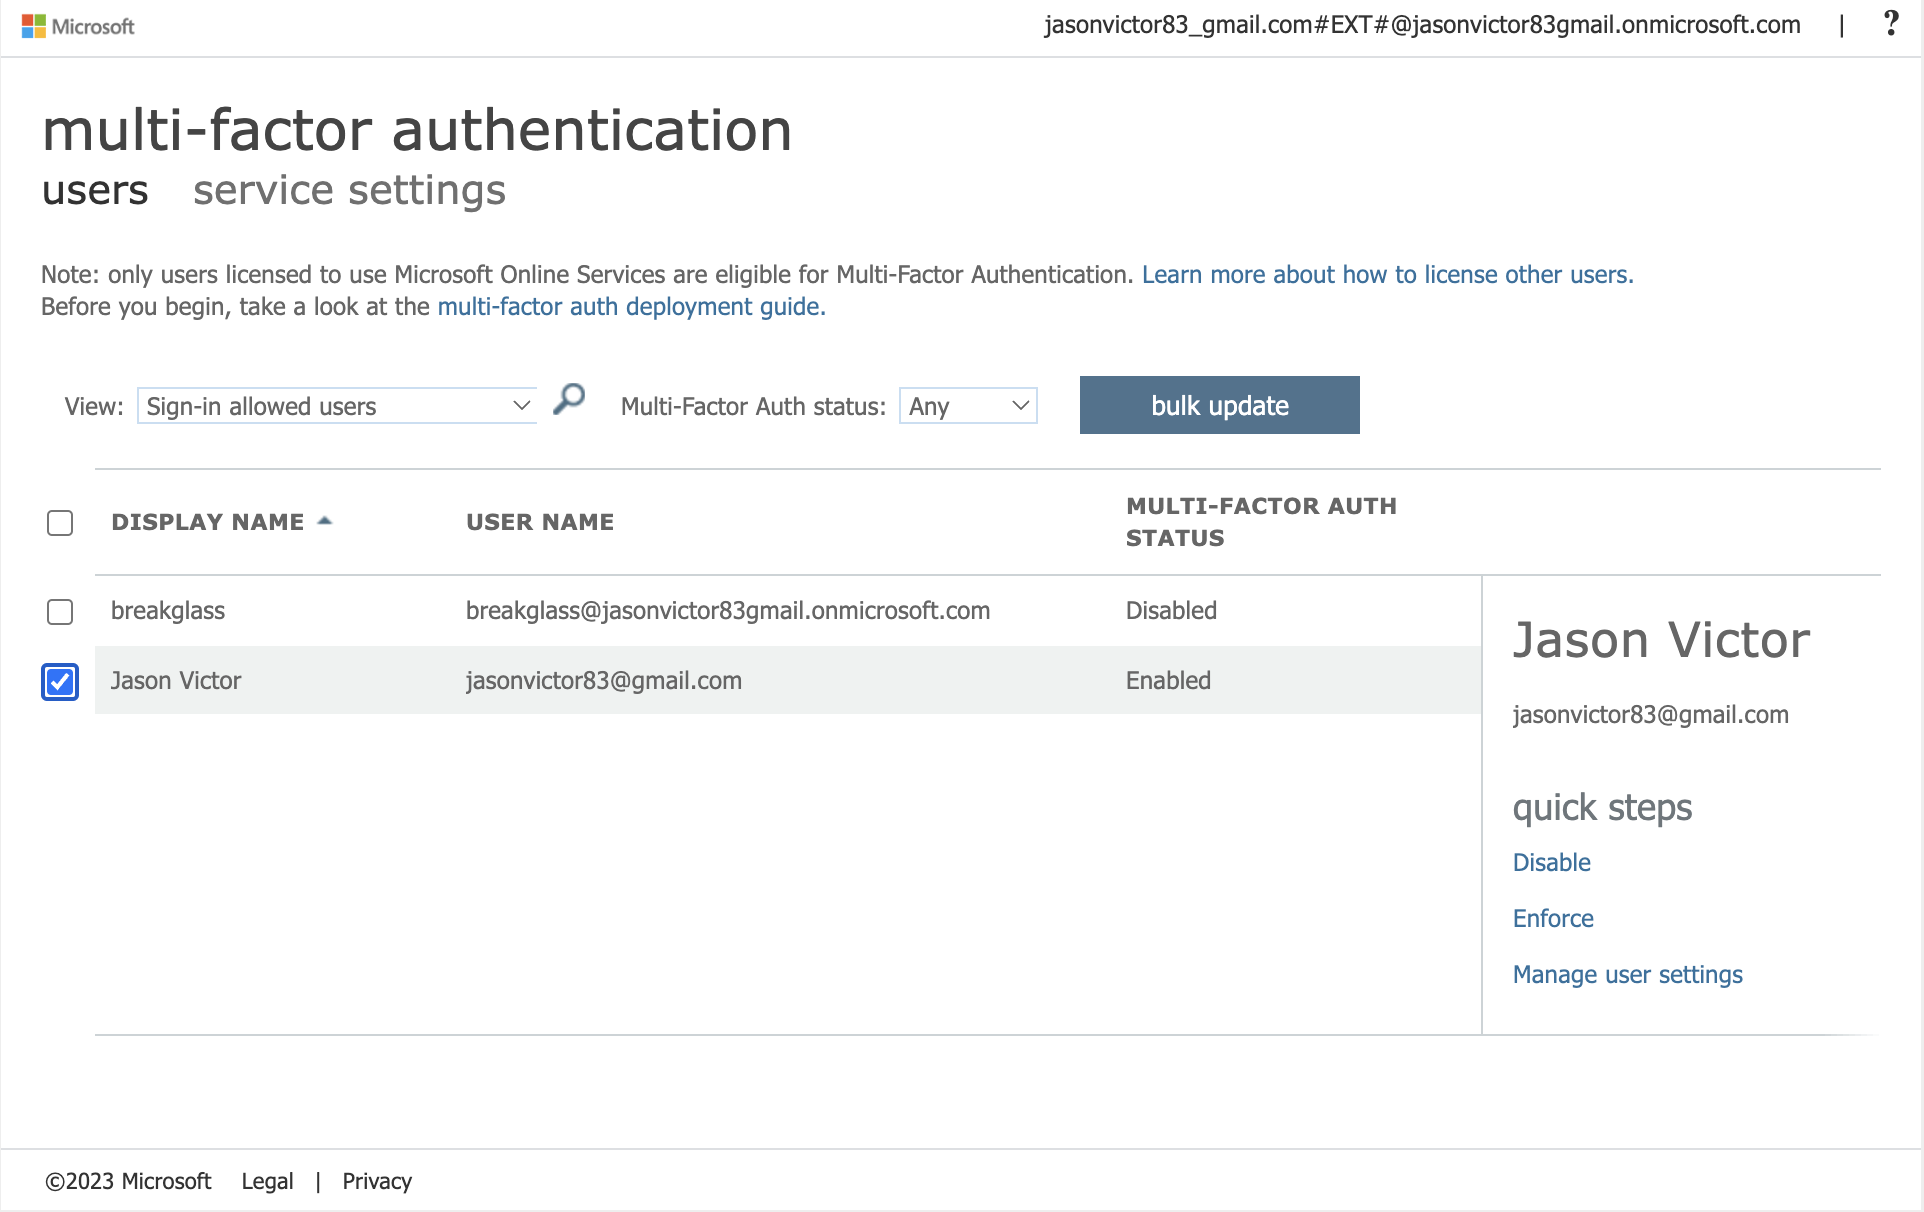 Microsoft
jasonvictor83_gmail.com#EXT#@jasonvictor83gmail.onmicrosoft.com | ?
multi-factor authentication
users service settings
Note: only users licensed to use Microsoft Online Services are eligible for Multi-Factor Authentication. Learn more about how to license other users.
Before you begin, take a look at the multi-factor auth deployment guide.
View: Sign-in allowed users Multi-Factor Auth status: Any bulk update
DISPLAY NAME USER NAME MULTI-FACTOR AUTH
STATUS
breakglass breakglass@jasonvictor83gmail.onmicrosoft.com Disabled
Jason Victor jasonvictor83@gmail.com Enabled
Jason Victor
jasonvictor83@gmail.com
quick steps
Disable
Enforce
Manage user settings
©2023 Microsoft Legal | Privacy